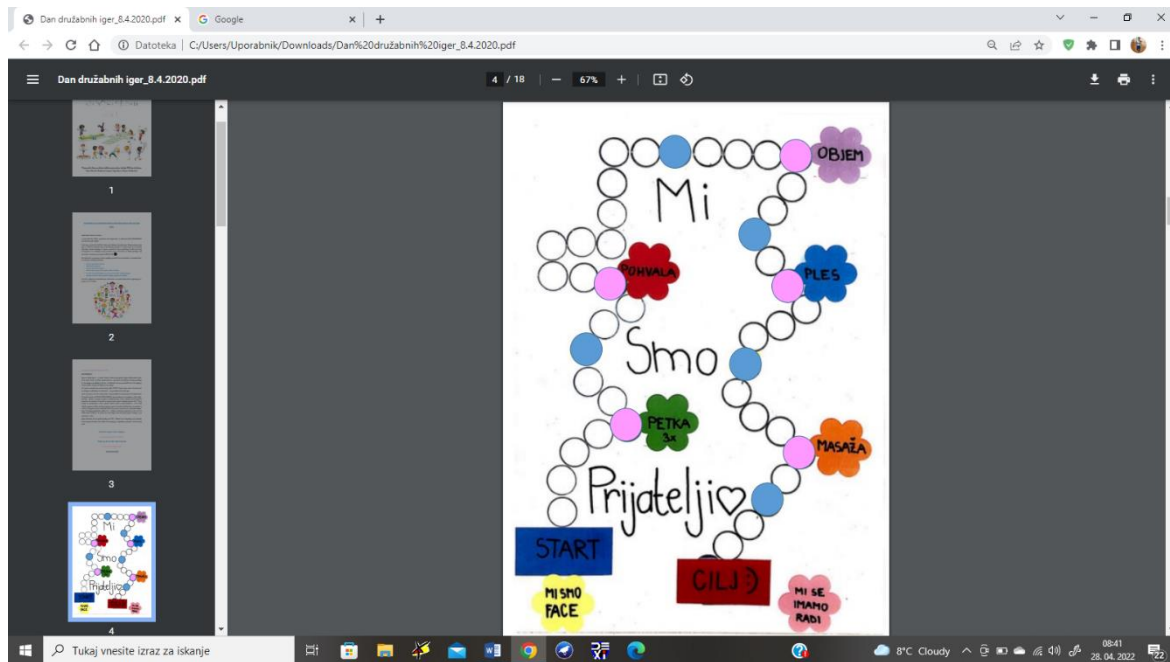 Dan družabnih iger_8.4.2020.pdf
Google
Datoteka | C:/Users/Uporabnik/Downloads/Dan%20družabnih%20iger_8.4.2020.pdf
Dan družabnih iger_8.4.2020.pdf
4 / 18
67%
1
2
3
4
OBJEM
Mi
POHVALA
PLES
Smo
PETKA
3x
MASAŽA
Prijatelji♡
START
CILJ :)
MI SMO
FACE
MI SE
IMAMO
RADI
Tukaj vnesite izraz za iskanje
8°C Cloudy
08:41
28. 04. 2022
22